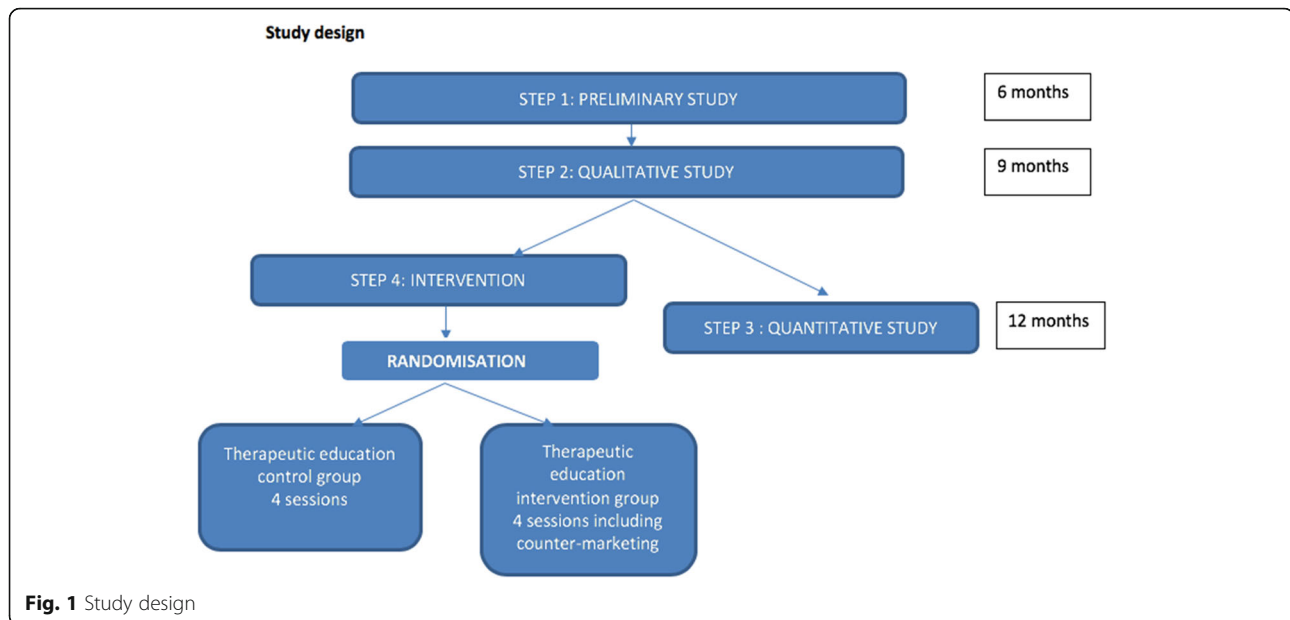 Study design
STEP 1: PRELIMINARY STUDY
6 months
STEP 2: QUALITATIVE STUDY
9 months
STEP 4: INTERVENTION
STEP 3 : QUANTITATIVE STUDY
12 months
RANDOMISATION
Therapeutic education
control group
4 sessions
Therapeutic
education
intervention group
4 sessions including
counter-marketing
Fig. 1 Study design